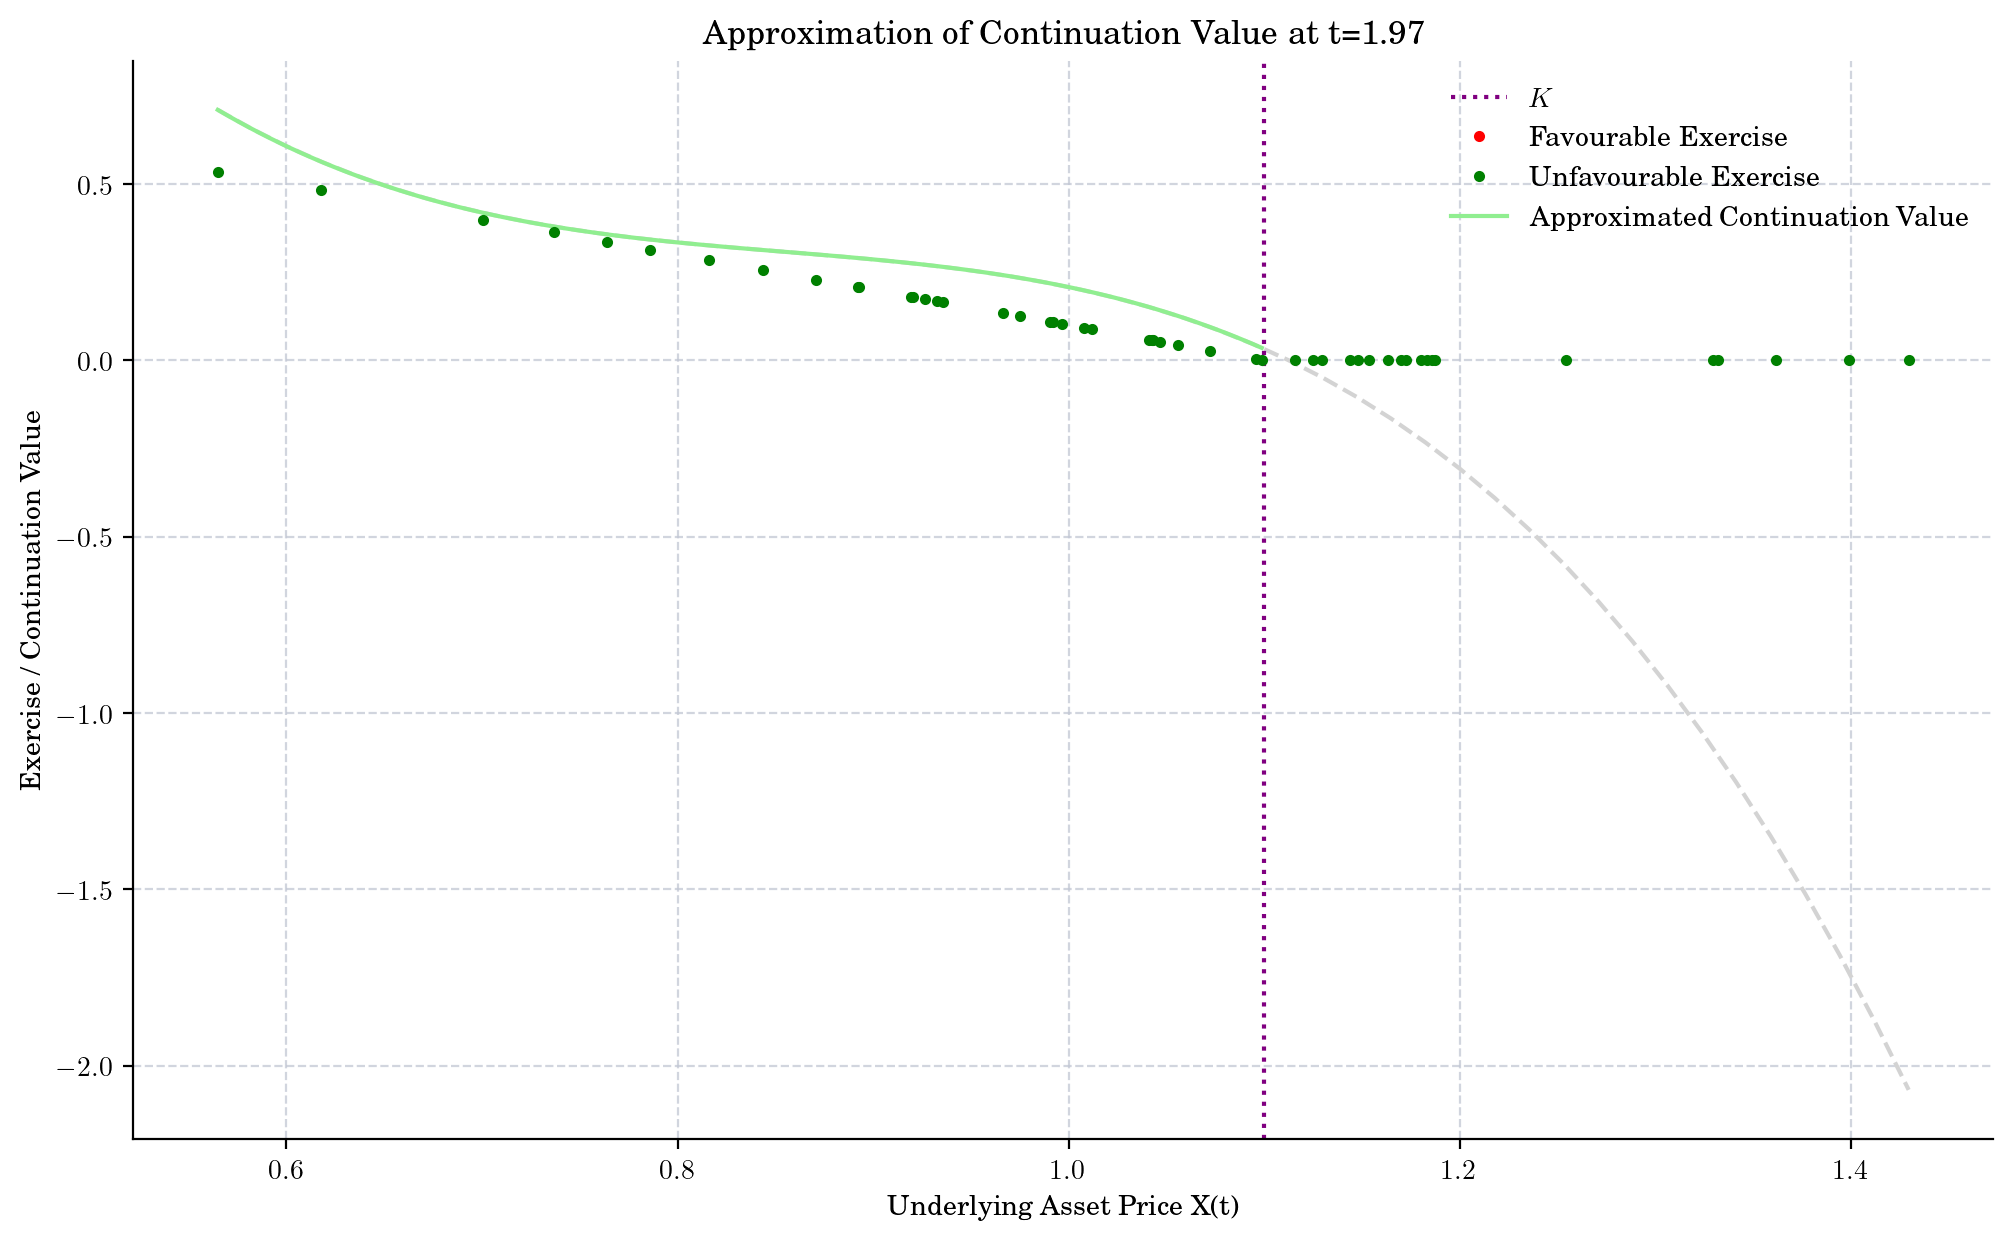 Approximation of Continuation Value at t=1.97
K
Favourable Exercise
Unfavourable Exercise
Approximated Continuation Value
Exercise / Continuation Value
0.5
0.0
−0.5
−1.0
−1.5
−2.0
0.6 0.8 1.0 1.2 1.4
Underlying Asset Price X(t)